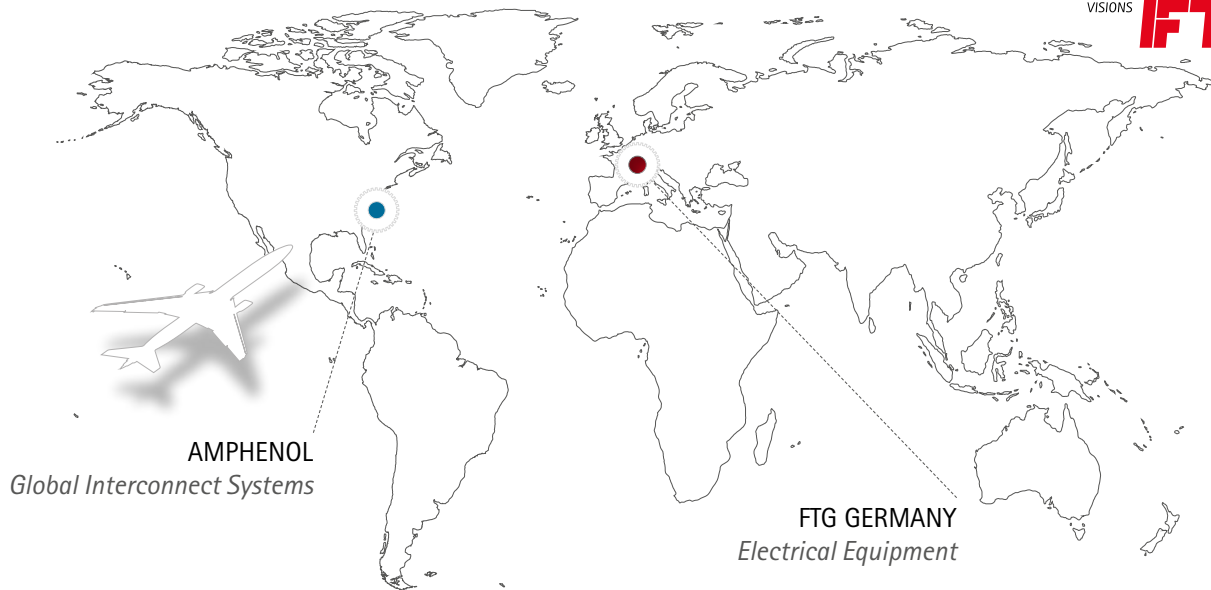 VISIONS
AMPHENOL
Global Interconnect Systems
FTG GERMANY
Electrical Equipment